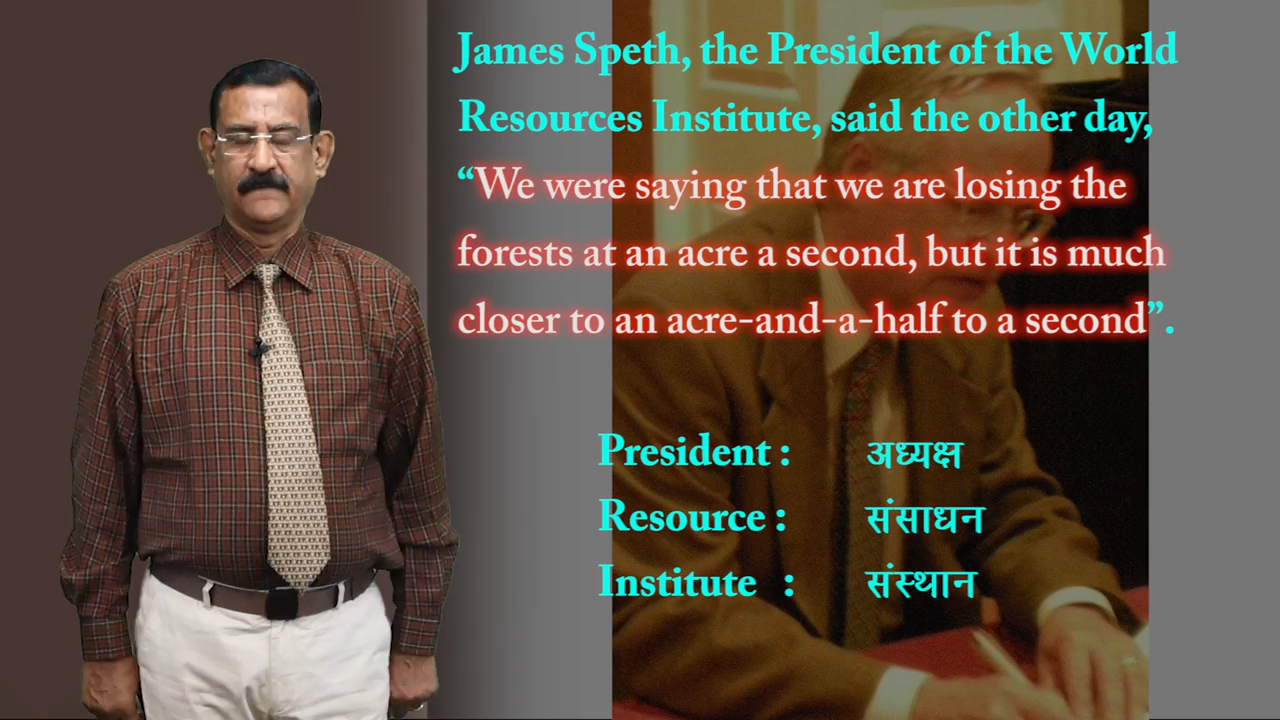 James Speth, the President of the World
Resources Institute, said the other day,
“We were saying that we are losing the
forests at an acre a second, but it is much
closer to an acre-and-a-half to a second”.
President : अध्यक्ष
Resource : संसाधन
Institute : संस्थान